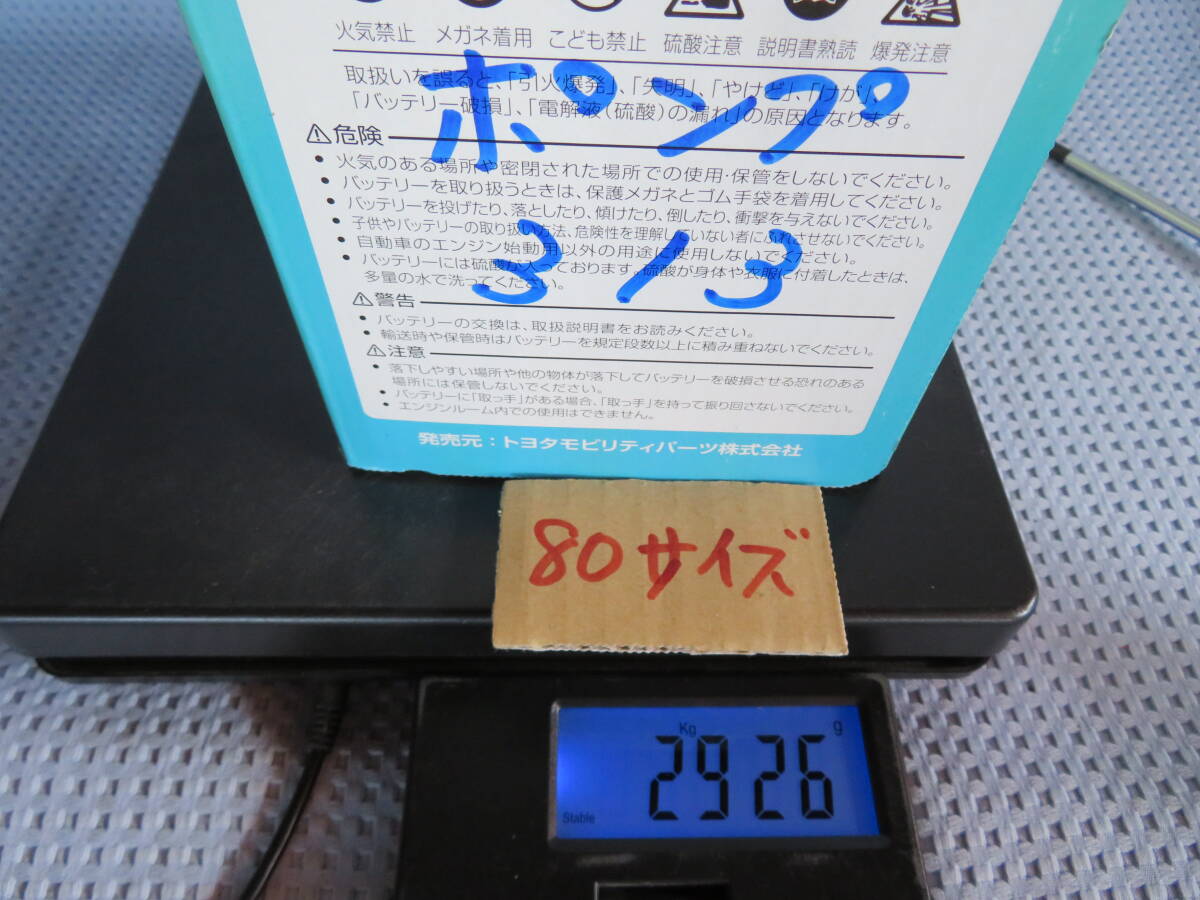 火気禁止 メガネ着用 こども禁止 硫酸注意 説明書熟読 爆発注意
取扱いを誤ると、「引火爆発」、「失明」、「やけど」、「けが」、
「バッテリー破損」、「電解液(硫酸)の漏れ」の原因となります。
ポンプ
⚠危険
• 火気のある場所や密閉された場所での使用・保管をしないでください。
• バッテリーを取り扱うときは、保護メガネとゴム手袋を着用してください。
• バッテリーを投げたり、落としたり、傾けたり、倒したり、衝撃を与えないでください。
• 子供やバッテリーの取り扱い方法、危険性を理解していない者にふれさせないでください。
• 自動車のエンジン始動用以外の用途に使用しないでください。
• バッテリーには硫酸が入っております。硫酸が身体や衣服に付着したときは、
多量の水で洗ってください。
313
⚠警告
• バッテリーの交換は、取扱説明書をお読みください。
• 輸送時や保管時はバッテリーを規定段数以上に積み重ねないでください。
⚠注意
• 落下しやすい場所や他の物体が落下してバッテリーを破損させる恐れのある
場所には保管しないでください。
• バッテリーに「取っ手」がある場合、「取っ手」を持って振り回さないでください。
• エンジンルーム内での使用はできません。
発売元：トヨタモビリティパーツ株式会社
80サイズ
Kg g
2926
Stable